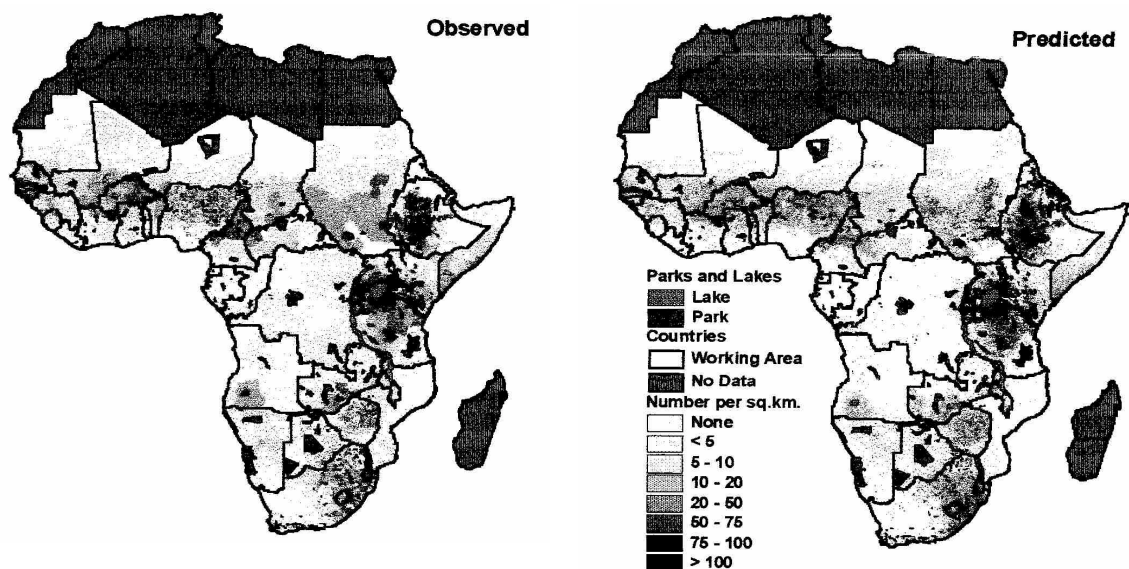 Observed
Predicted
Parks and Lakes
Lake
Park
Countries
Working Area
No Data
Number per sq.km.
None
< 5
5 - 10
10 - 20
20 - 50
50 - 75
75 - 100
> 100